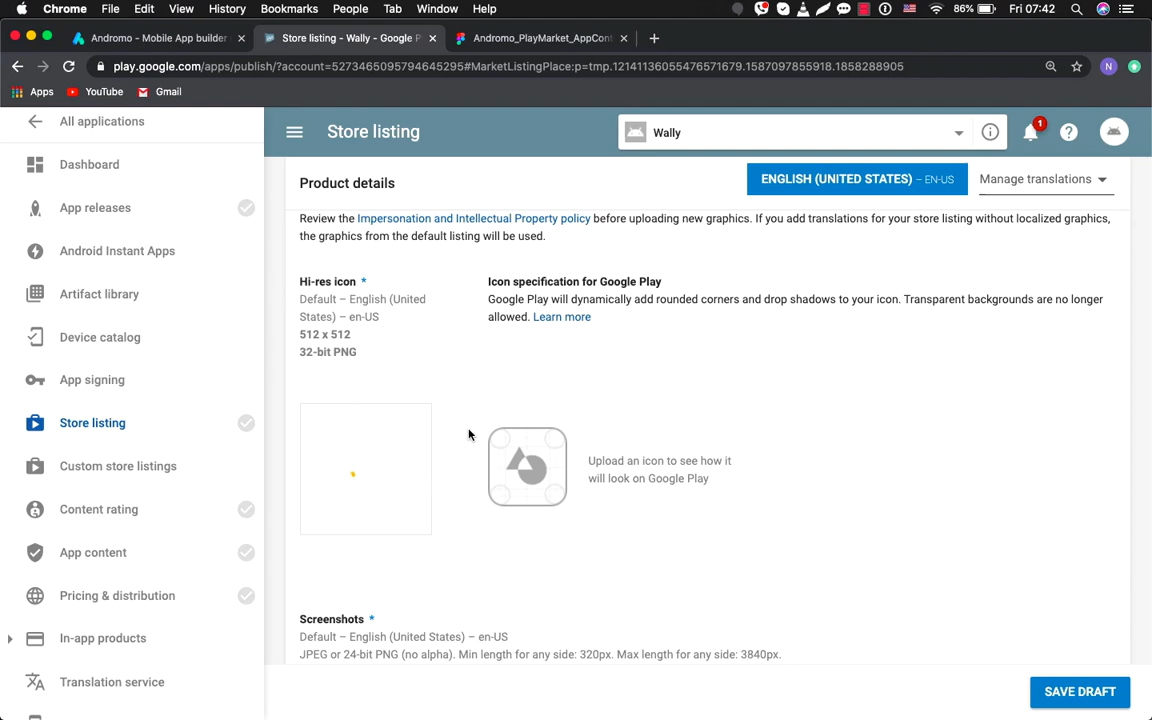 Chrome File Edit View History Bookmarks People Tab Window Help 86% Fri 07:42
Andromo - Mobile App builder Store listing - Wally - Google P Andromo_PlayMarket_AppCont
play.google.com/apps/publish/?account=5273465095794645295#MarketListingPlace:p=tmp.12141136055476571679.1587097855918.1858288905 N
Apps YouTube Gmail
All applications
Dashboard
App releases
Android Instant Apps
Artifact library
Device catalog
App signing
Store listing
Custom store listings
Content rating
App content
Pricing & distribution
In-app products
Translation service
Store listing Wally 1
Product details ENGLISH (UNITED STATES) – EN-US Manage translations
Review the Impersonation and Intellectual Property policy before uploading new graphics. If you add translations for your store listing without localized graphics,
the graphics from the default listing will be used.
Hi-res icon *
Default – English (United
States) – en-US
512 x 512
32-bit PNG
Icon specification for Google Play
Google Play will dynamically add rounded corners and drop shadows to your icon. Transparent backgrounds are no longer
allowed. Learn more
Upload an icon to see how it
will look on Google Play
Screenshots *
Default – English (United States) – en-US
JPEG or 24-bit PNG (no alpha). Min length for any side: 320px. Max length for any side: 3840px.
SAVE DRAFT